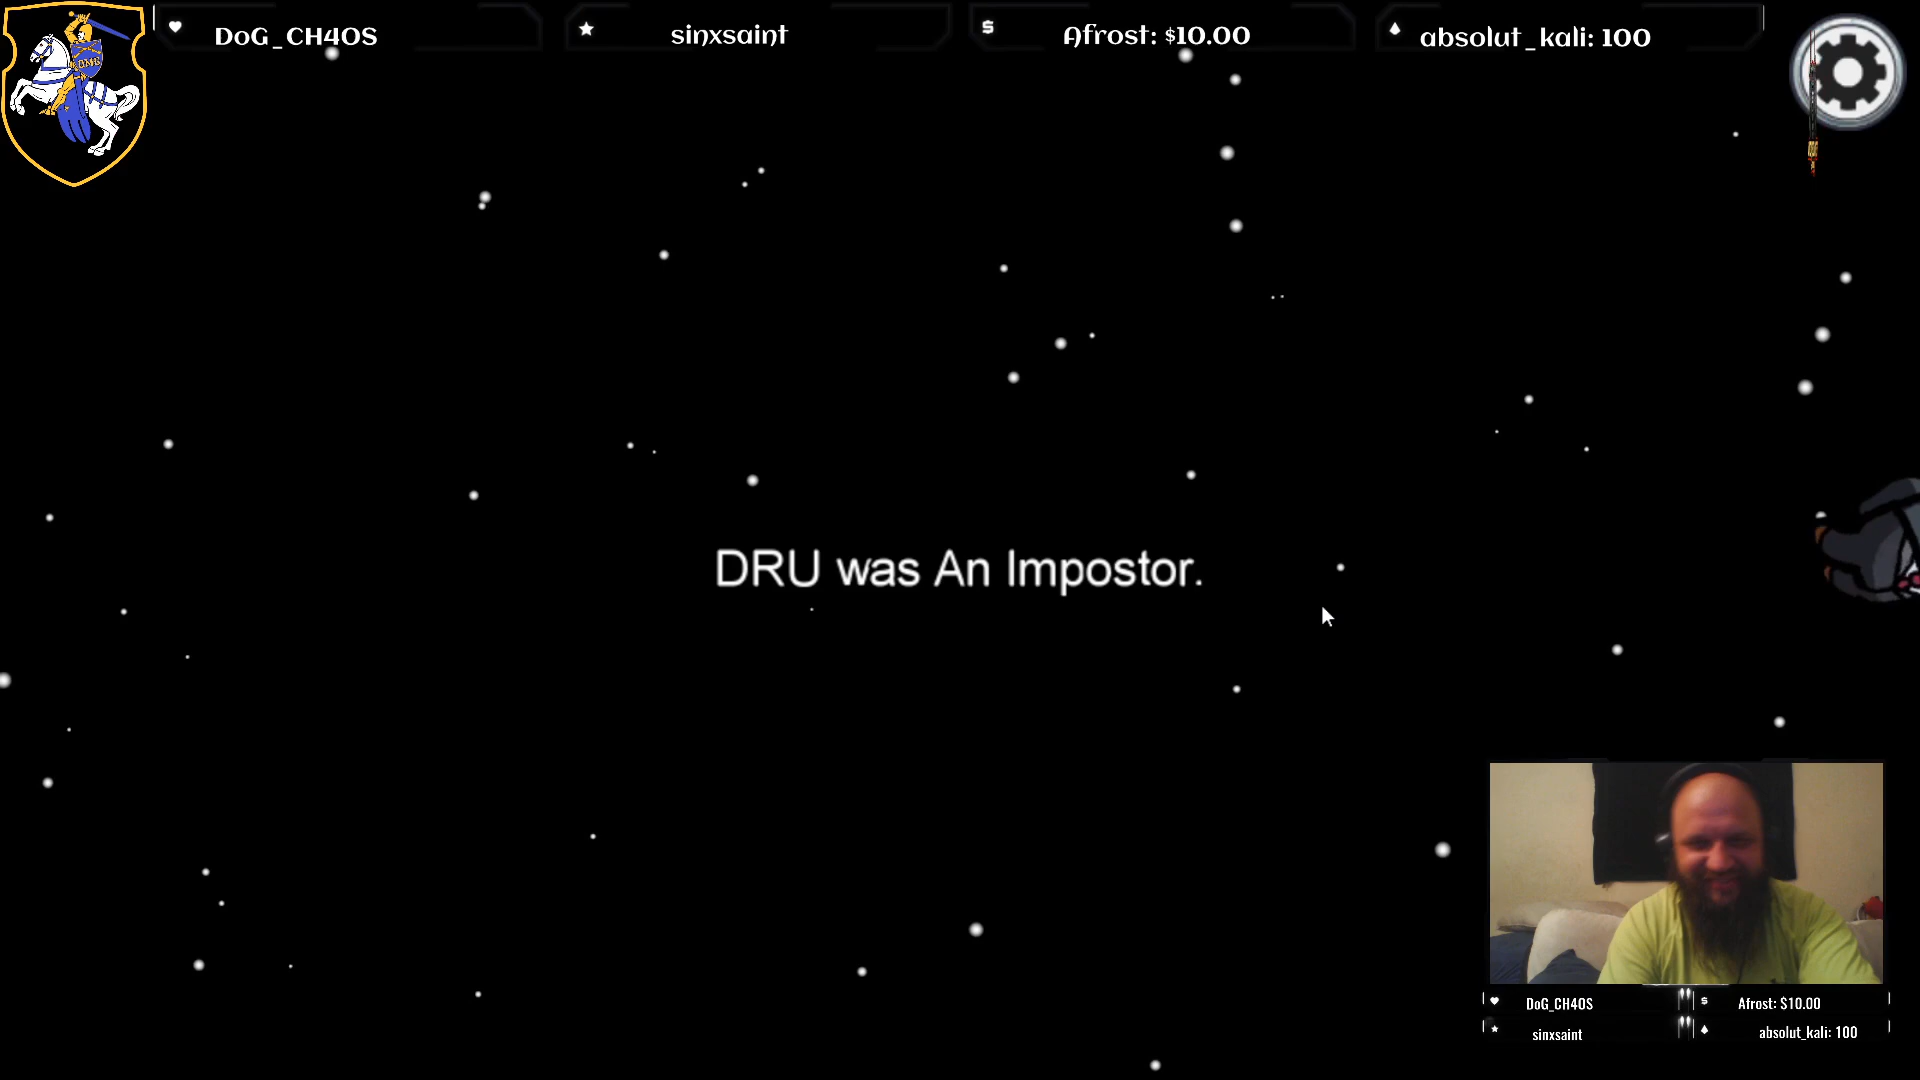 DoG_CH4OS
sinxsaint
Afrost: $10.00
absolut_kali: 100
DRU was An Impostor.
DoG_CH4OS
Afrost: $10.00
sinxsaint
absolut_kali: 100